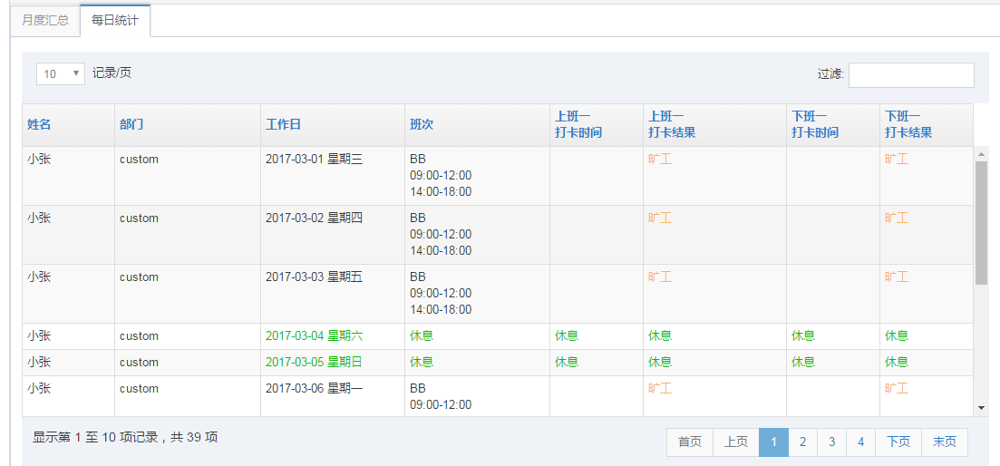 月度汇总 每日统计
10 记录/页 过滤:
姓名 部门 工作日 班次 上班一 打卡时间 上班一 打卡结果 下班一 打卡时间 下班一 打卡结果
小张 custom 2017-03-01 星期三 BB 旷工 旷工
09:00-12:00
14:00-18:00
小张 custom 2017-03-02 星期四 BB 旷工 旷工
09:00-12:00
14:00-18:00
小张 custom 2017-03-03 星期五 BB 旷工 旷工
09:00-12:00
14:00-18:00
小张 custom 2017-03-04 星期六 休息 休息 休息 休息 休息
小张 custom 2017-03-05 星期日 休息 休息 休息 休息 休息
小张 custom 2017-03-06 星期一 BB 旷工 旷工
09:00-12:00
显示第 1 至 10 项记录，共 39 项 首页 上页 1 2 3 4 下页 末页